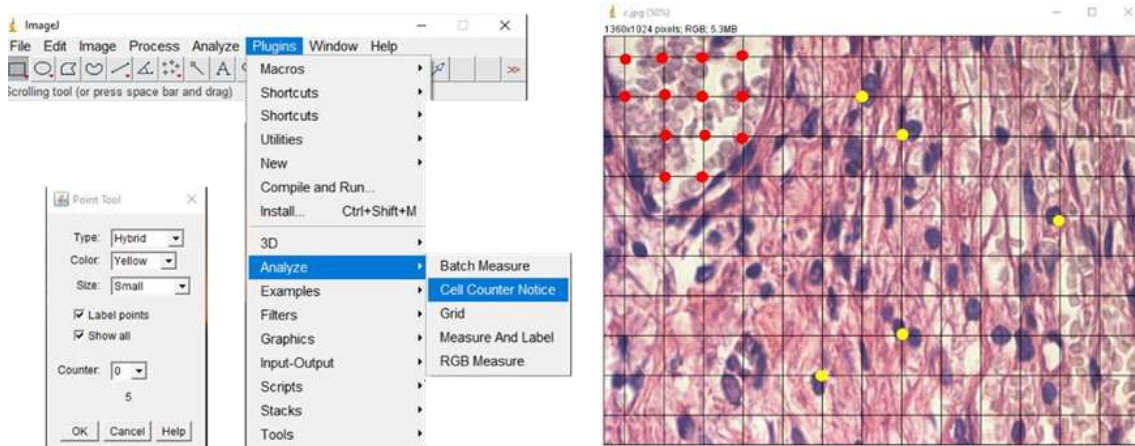 ImageJ
File Edit Image Process Analyze Plugins Window Help
Scrolling tool (or press space bar and drag)
Macros
Shortcuts
Shortcuts
Utilities
New
Compile and Run...
Install... Ctrl+Shift+M
3D
Analyze
Examples
Filters
Graphics
Input-Output
Scripts
Stacks
Tools
Batch Measure
Cell Counter Notice
Grid
Measure And Label
RGB Measure
Point Tool
Type: Hybrid
Color: Yellow
Size: Small
Label points
Show all
Counter: 0
5
OK Cancel Help
c.jpg (50%)
1360x1024 pixels; RGB; 5.3MB